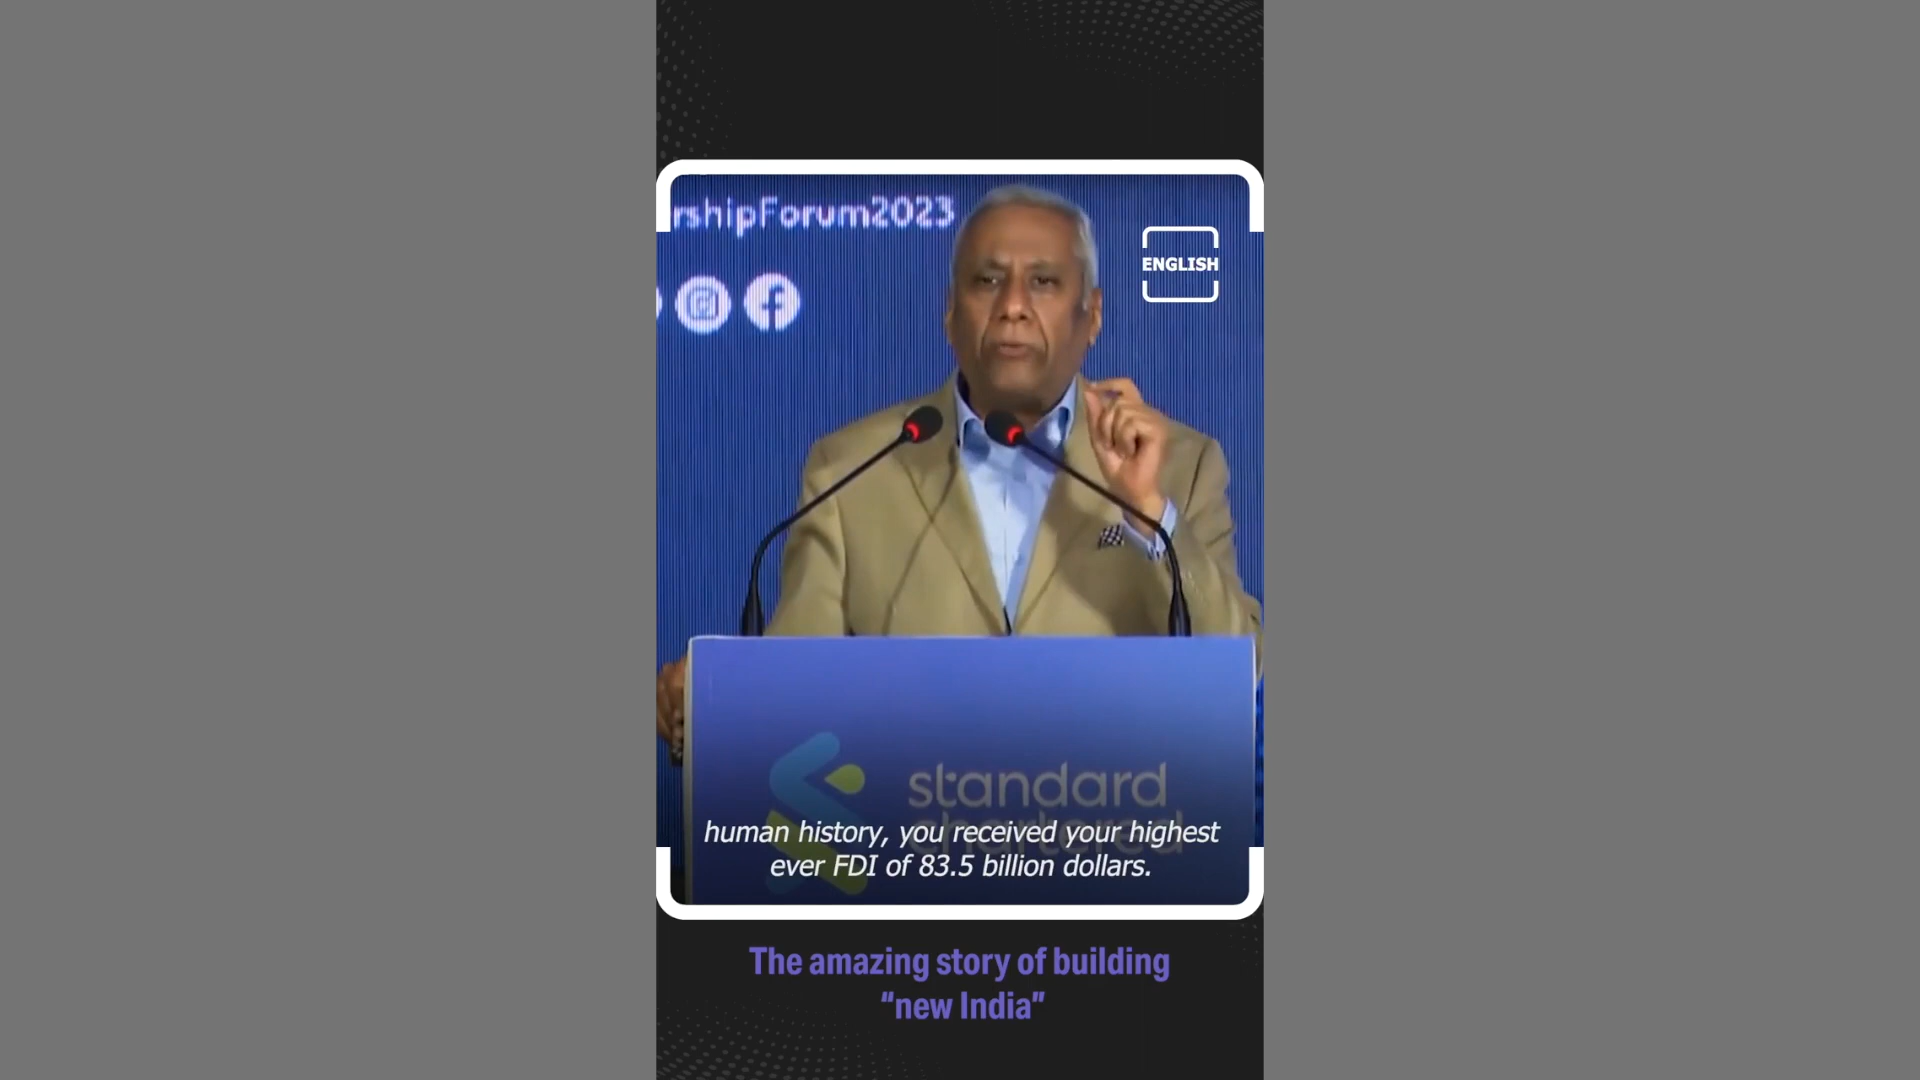 rshipForum2023
ENGLISH
standard
chartered
human history, you received your highest
ever FDI of 83.5 billion dollars.
The amazing story of building
“new India”